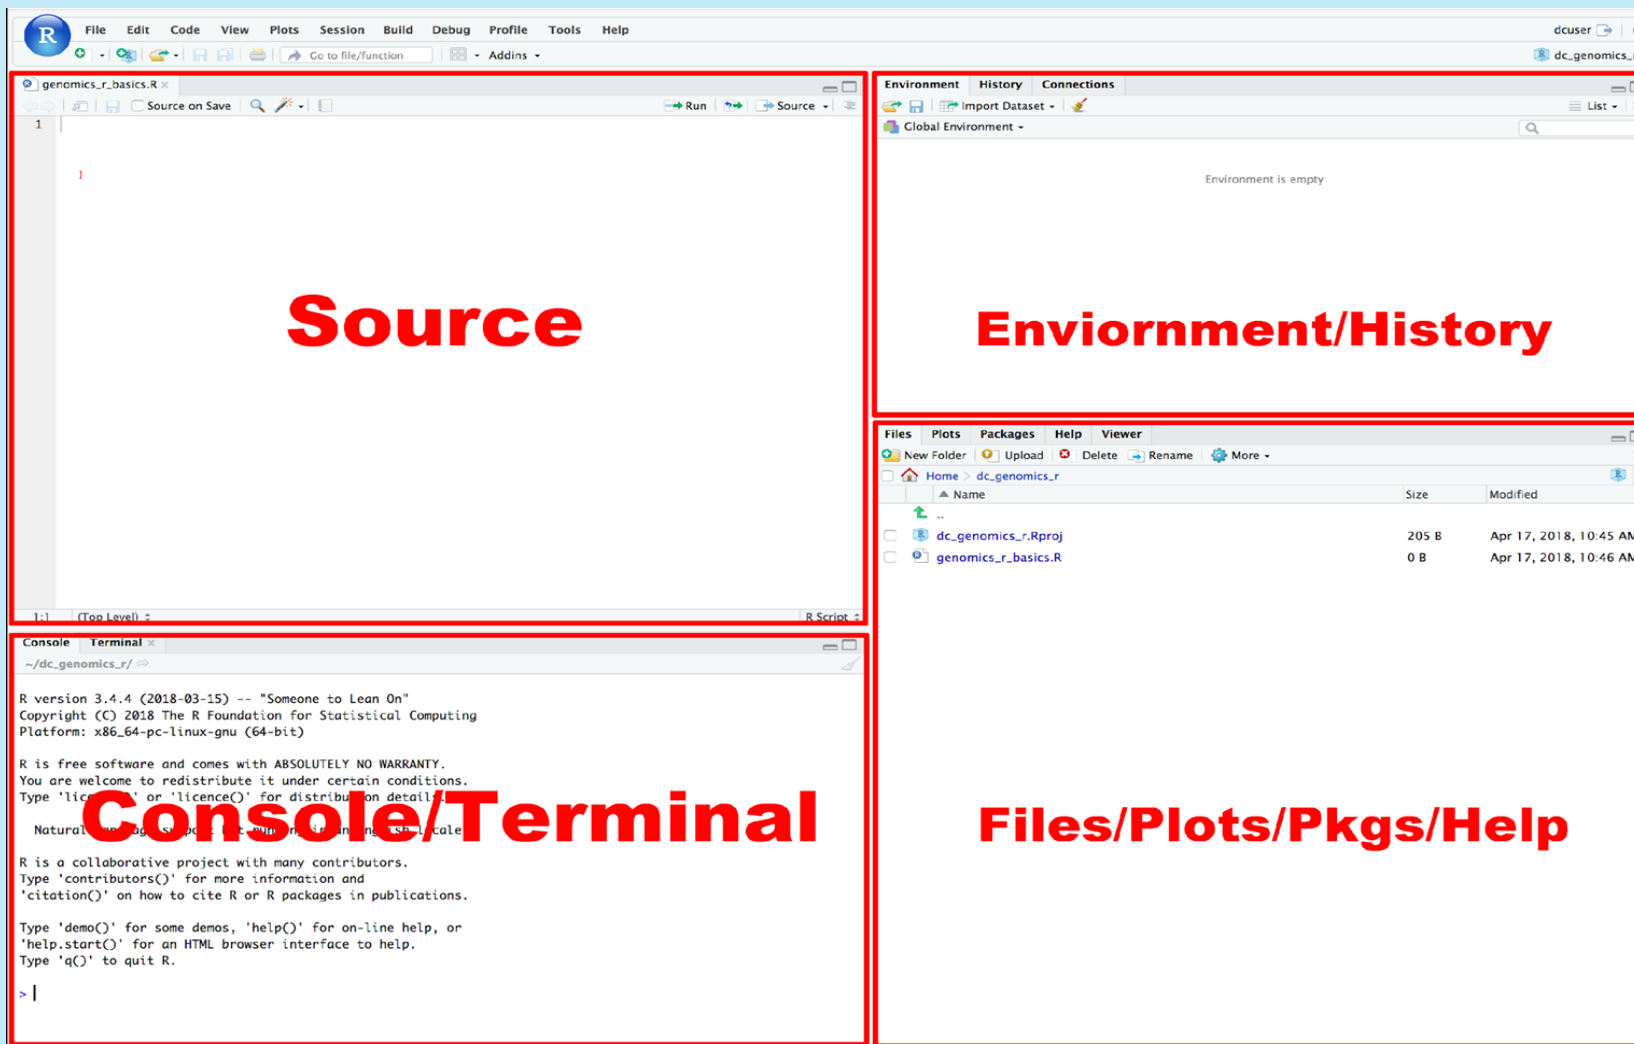 R File Edit Code View Plots Session Build Debug Profile Tools Help dcuser
Go to file/function Addins dc_genomics_
genomics_r_basics.R
Source on Save Run Source
1
Source
1:1 (Top Level) R Script
Environment History Connections
Import Dataset List
Global Environment
Environment is empty
Enviornment/History
Console Terminal
~/dc_genomics_r/
R version 3.4.4 (2018-03-15) -- "Someone to Lean On"
Copyright (C) 2018 The R Foundation for Statistical Computing
Platform: x86_64-pc-linux-gnu (64-bit)
R is free software and comes with ABSOLUTELY NO WARRANTY.
You are welcome to redistribute it under certain conditions.
Type 'licence()' for distribution details.
Natural
Console/Terminal
R is a collaborative project with many contributors.
Type 'contributors()' for more information and
'citation()' on how to cite R or R packages in publications.
Type 'demo()' for some demos, 'help()' for on-line help, or
'help.start()' for an HTML browser interface to help.
Type 'q()' to quit R.
>
Files Plots Packages Help Viewer
New Folder Upload Delete Rename More
Home > dc_genomics_r
Name Size Modified
..
dc_genomics_r.Rproj 205 B Apr 17, 2018, 10:45 AM
genomics_r_basics.R 0 B Apr 17, 2018, 10:46 AM
Files/Plots/Pkgs/Help